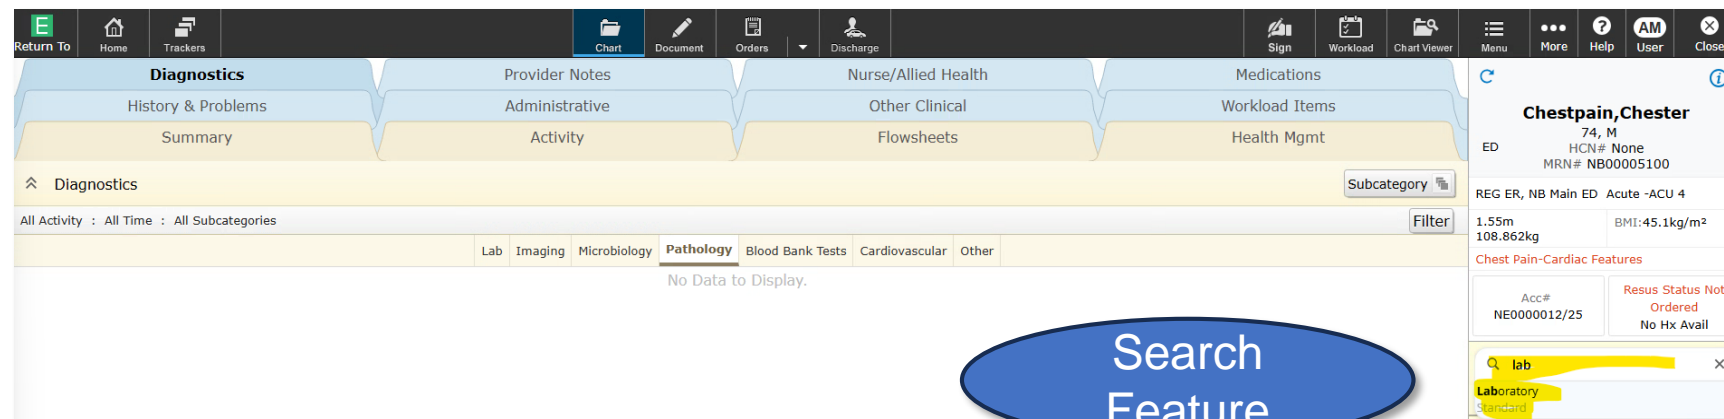 E
Return To
Home
Trackers
Chart
Document
Orders
Discharge
Sign
Workload
Chart Viewer
Menu
More
?
Help
AM
User
Close
Diagnostics
Provider Notes
Nurse/Allied Health
Medications
History & Problems
Administrative
Other Clinical
Workload Items
Summary
Activity
Flowsheets
Health Mgmt
Diagnostics
Subcategory
All Activity : All Time : All Subcategories
Filter
Lab Imaging Microbiology Pathology Blood Bank Tests Cardiovascular Other
No Data to Display.
Search
Feature
Chestpain,Chester
74, M
ED
HCN# None
MRN# NB00005100
REG ER, NB Main ED Acute -ACU 4
1.55m
BMI:45.1kg/m²
108.862kg
Chest Pain-Cardiac Features
Acc#
NE0000012/25
Resus Status Not
Ordered
No Hx Avail
lab
Laboratory
Standard